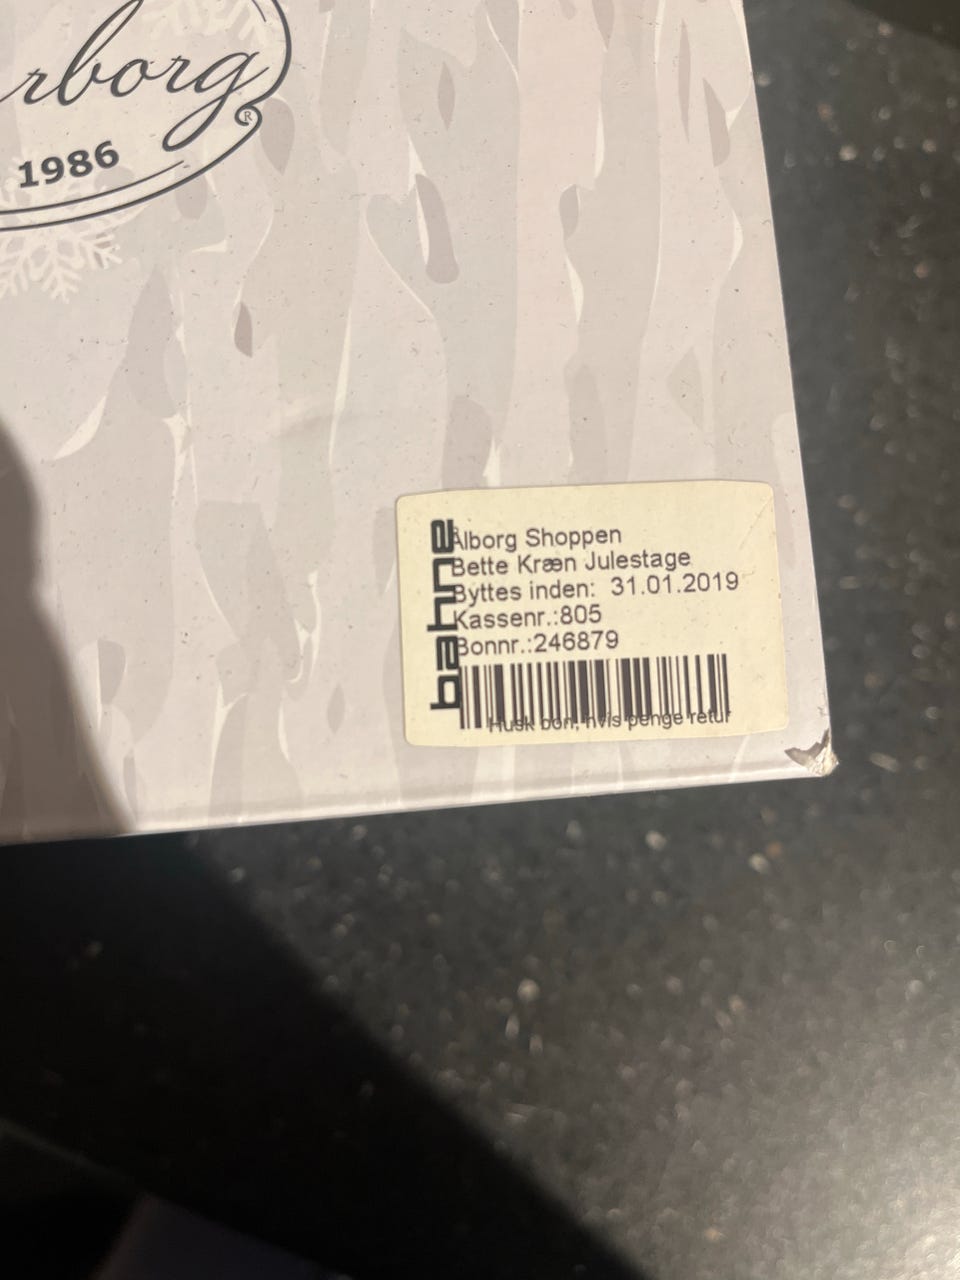 rborg
®
1986
bahne
Ålborg Shoppen
Bette Kræn Julestage
Byttes inden: 31.01.2019
Kassenr.:805
Bonnr.:246879
Husk bon, hvis penge retur